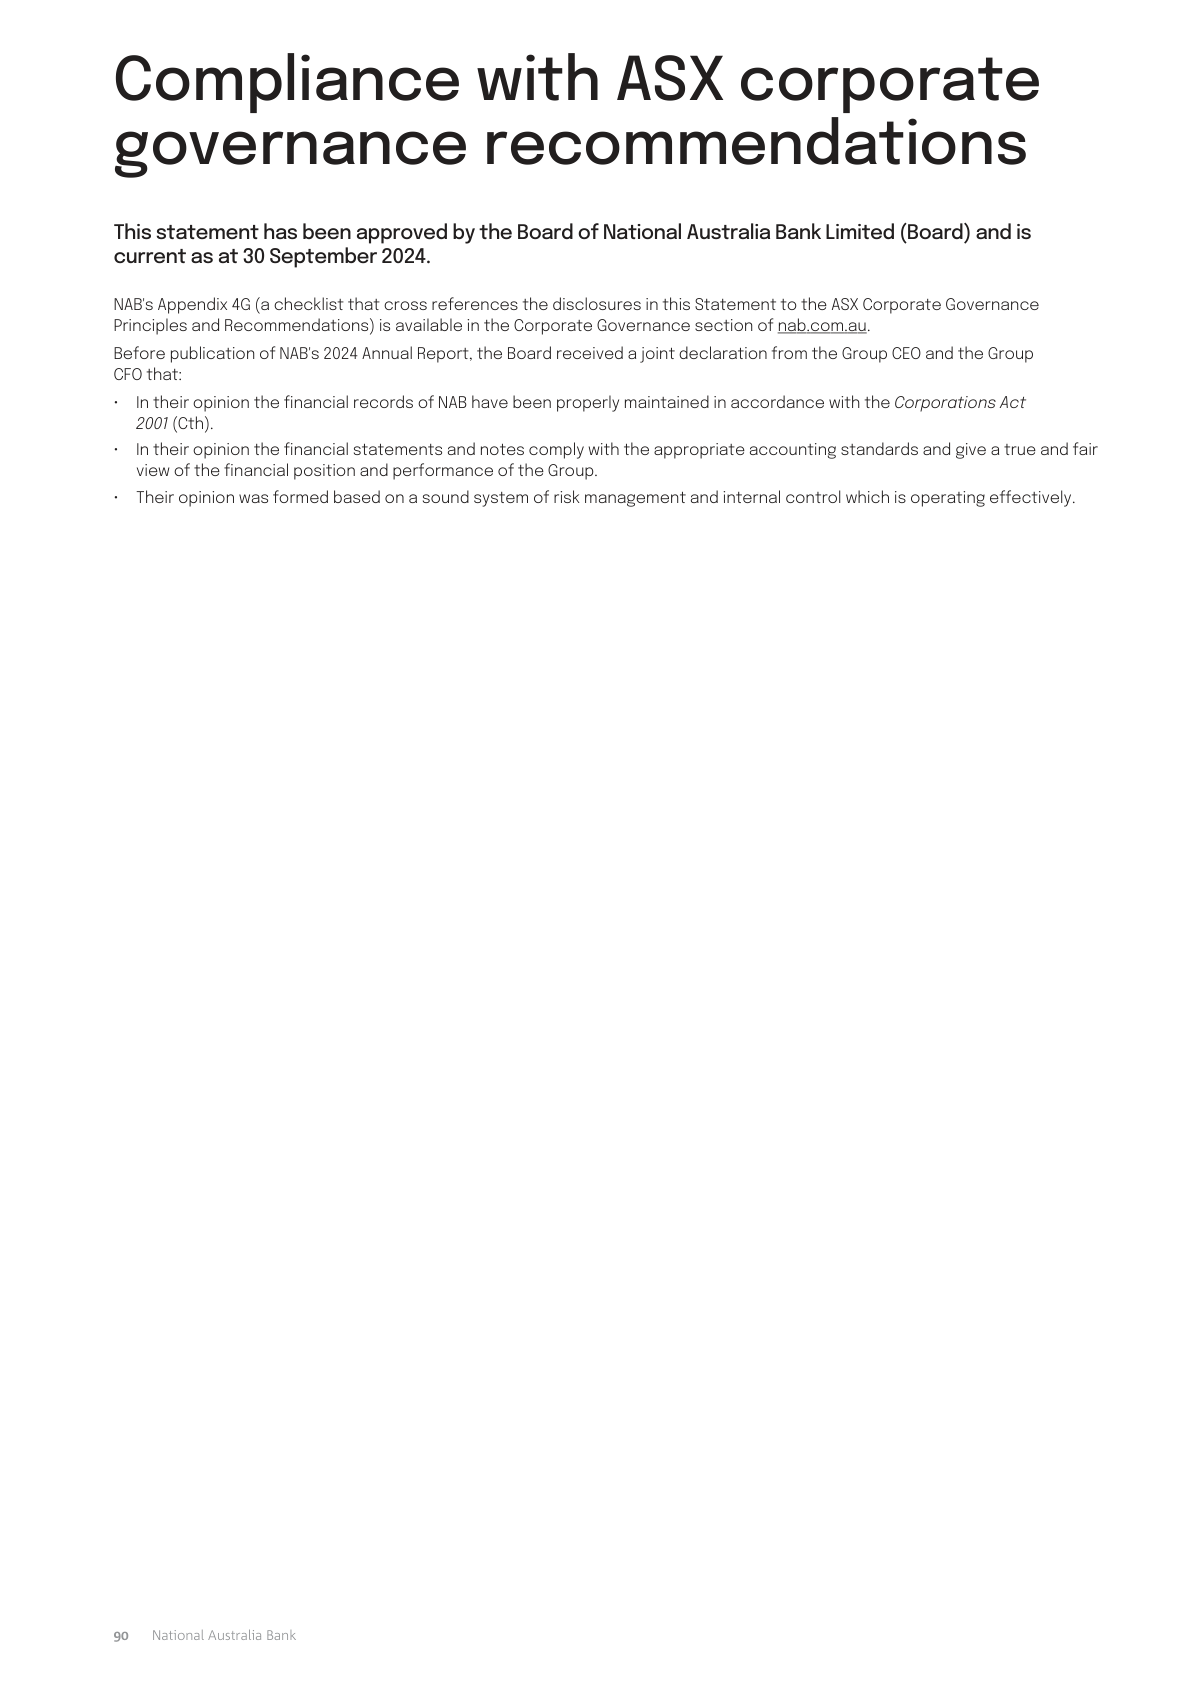 Compliance with ASX corporate
governance recommendations
This statement has been approved by the Board of National Australia Bank Limited (Board) and is
current as at 30 September 2024.
NAB's Appendix 4G (a checklist that cross references the disclosures in this Statement to the ASX Corporate Governance
Principles and Recommendations) is available in the Corporate Governance section of nab.com.au.
Before publication of NAB's 2024 Annual Report, the Board received a joint declaration from the Group CEO and the Group
CFO that:
• In their opinion the financial records of NAB have been properly maintained in accordance with the Corporations Act
2001 (Cth).
• In their opinion the financial statements and notes comply with the appropriate accounting standards and give a true and fair
view of the financial position and performance of the Group.
• Their opinion was formed based on a sound system of risk management and internal control which is operating effectively.
90 National Australia Bank